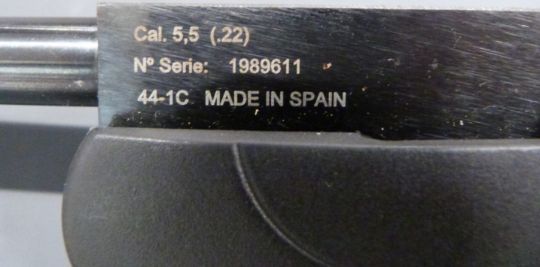 Cal. 5,5 (.22)
Nº Serie: 1989611
44-1C MADE IN SPAIN